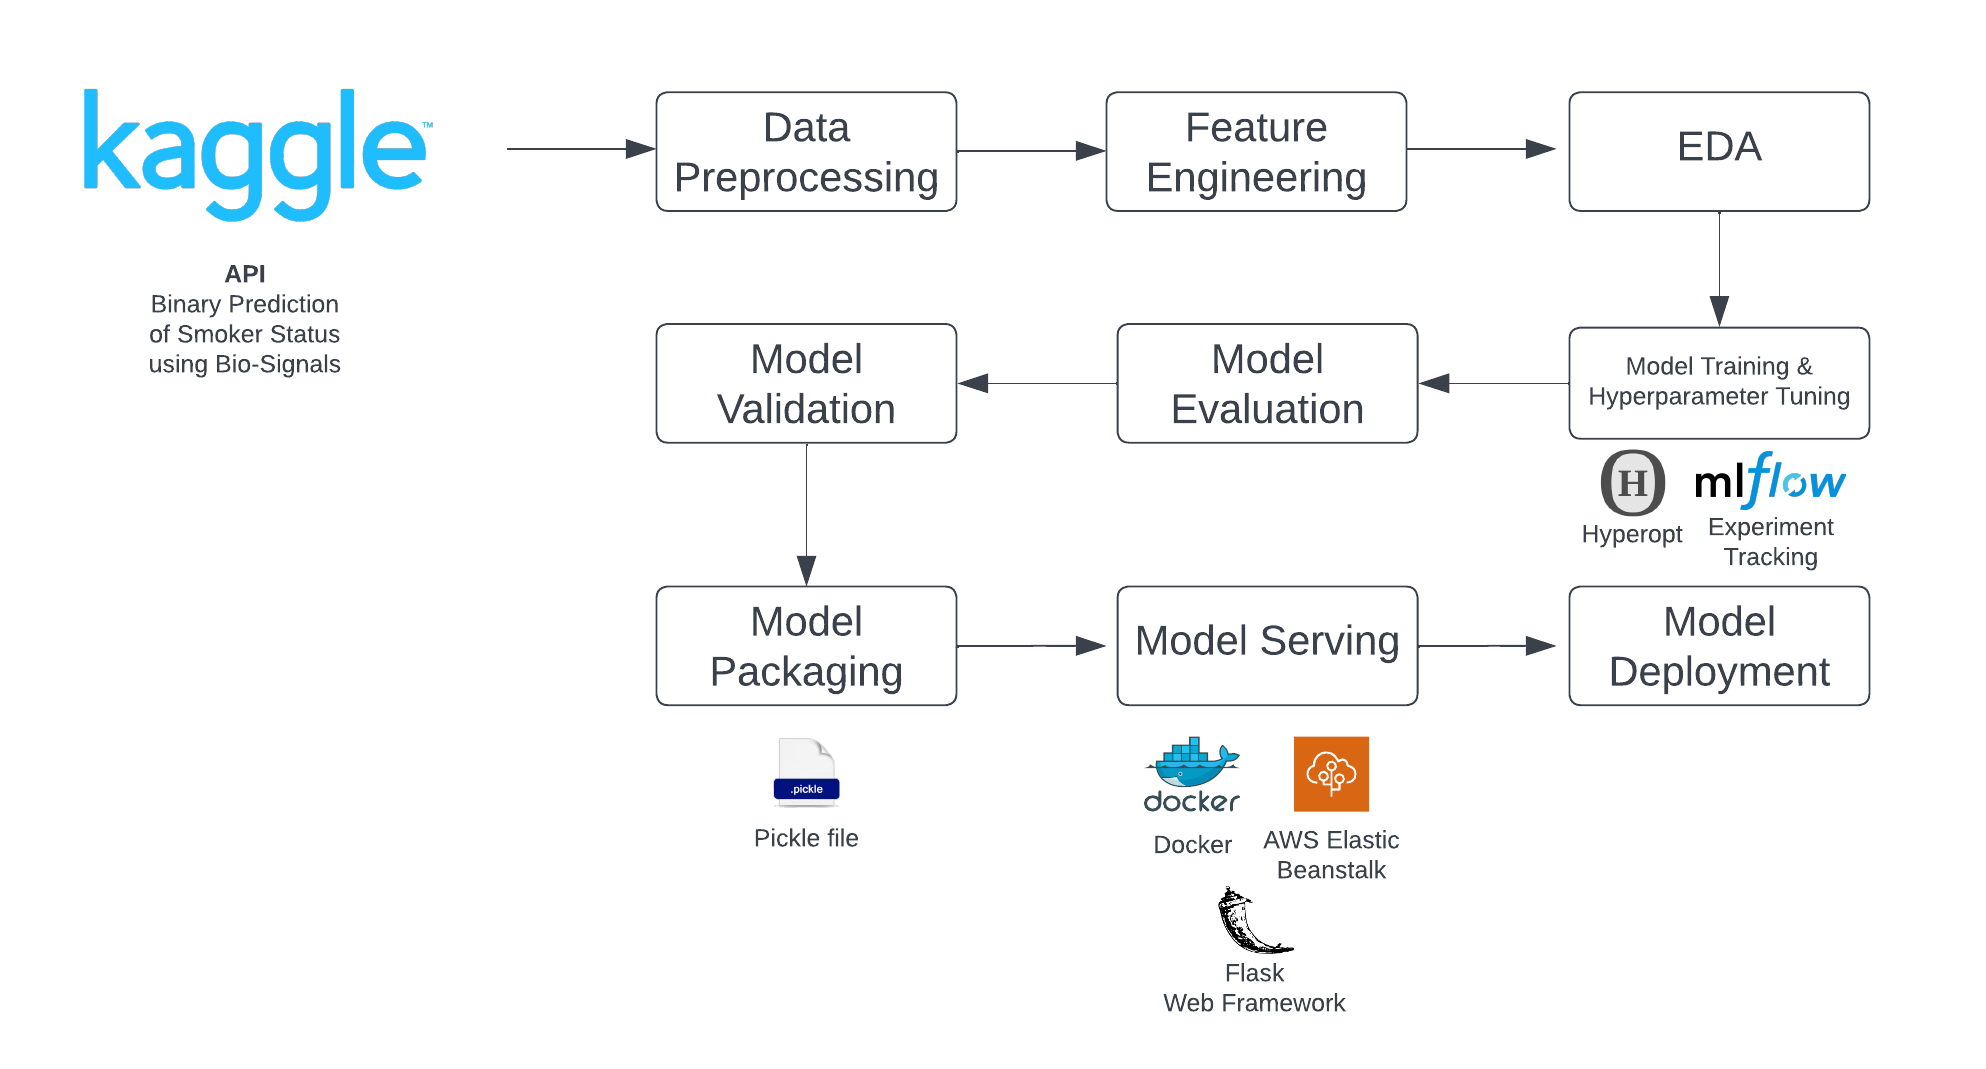 kaggle™
API
Binary Prediction
of Smoker Status
using Bio-Signals
Data
Preprocessing
Feature
Engineering
EDA
Model Training &
Hyperparameter Tuning
H
Hyperopt
mlflow
Experiment
Tracking
Model
Evaluation
Model
Validation
Model
Packaging
.pickle
Pickle file
Model Serving
docker
Docker
AWS Elastic
Beanstalk
Flask
Web Framework
Model
Deployment